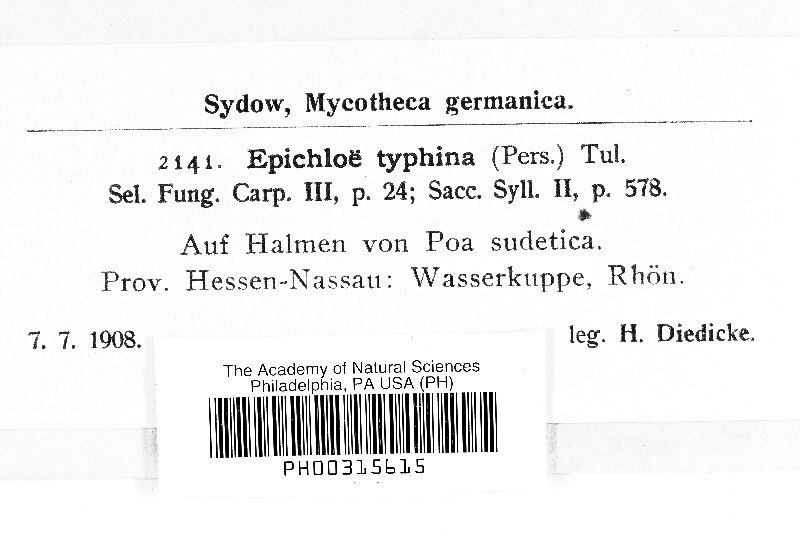 Sydow, Mycotheca germanica.
2141. Epichloë typhina (Pers.) Tul.
Sel. Fung. Carp. III, p. 24; Sacc. Syll. II, p. 578.
Auf Halmen von Poa sudetica.
Prov. Hessen-Nassau: Wasserkuppe, Rhön.
7. 7. 1908.
leg. H. Diedicke.
The Academy of Natural Sciences
Philadelphia, PA USA (PH)
PH00315615